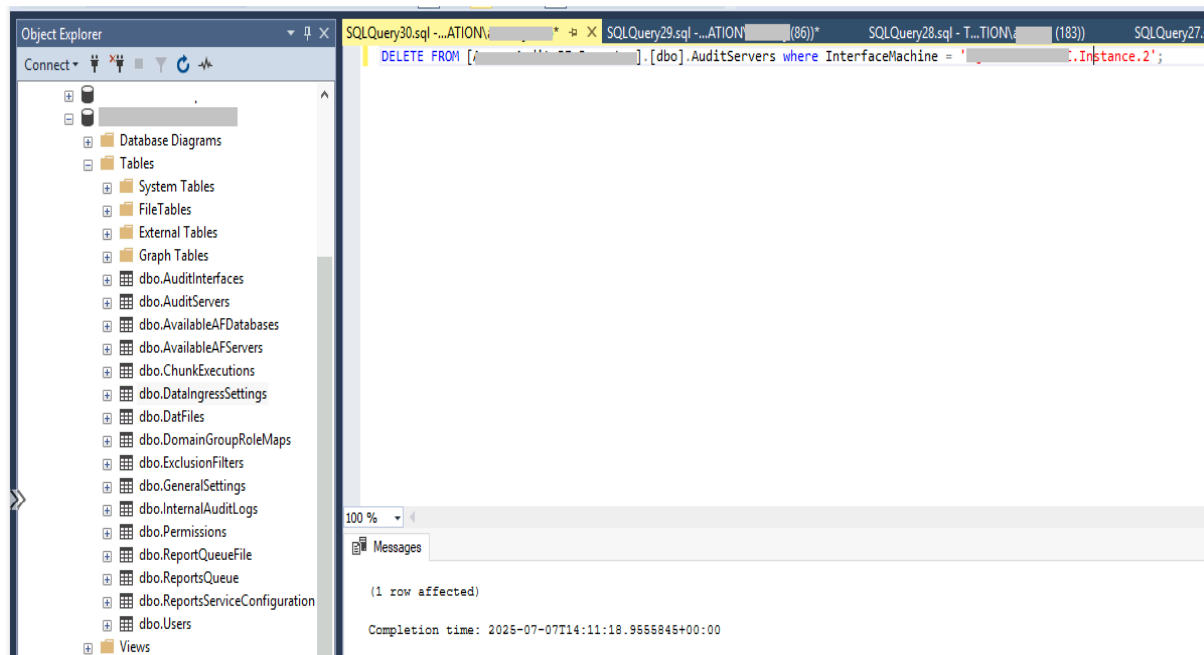 Object Explorer
Connect
Database Diagrams
Tables
System Tables
FileTables
External Tables
Graph Tables
dbo.AuditInterfaces
dbo.AuditServers
dbo.AvailableAFDatabases
dbo.AvailableAFServers
dbo.ChunkExecutions
dbo.DataIngressSettings
dbo.DatFiles
dbo.DomainGroupRoleMaps
dbo.ExclusionFilters
dbo.GeneralSettings
dbo.InternalAuditLogs
dbo.Permissions
dbo.ReportQueueFile
dbo.ReportsQueue
dbo.ReportsServiceConfiguration
dbo.Users
Views
SQLQuery30.sql -...ATION\ * SQLQuery29.sql -...ATION\ (86))* SQLQuery28.sql - T...TION\ (183)) SQLQuery27.
DELETE FROM [ ].[dbo].AuditServers where InterfaceMachine = ' .Instance.2';
100 %
Messages
(1 row affected)
Completion time: 2025-07-07T14:11:18.9555845+00:00